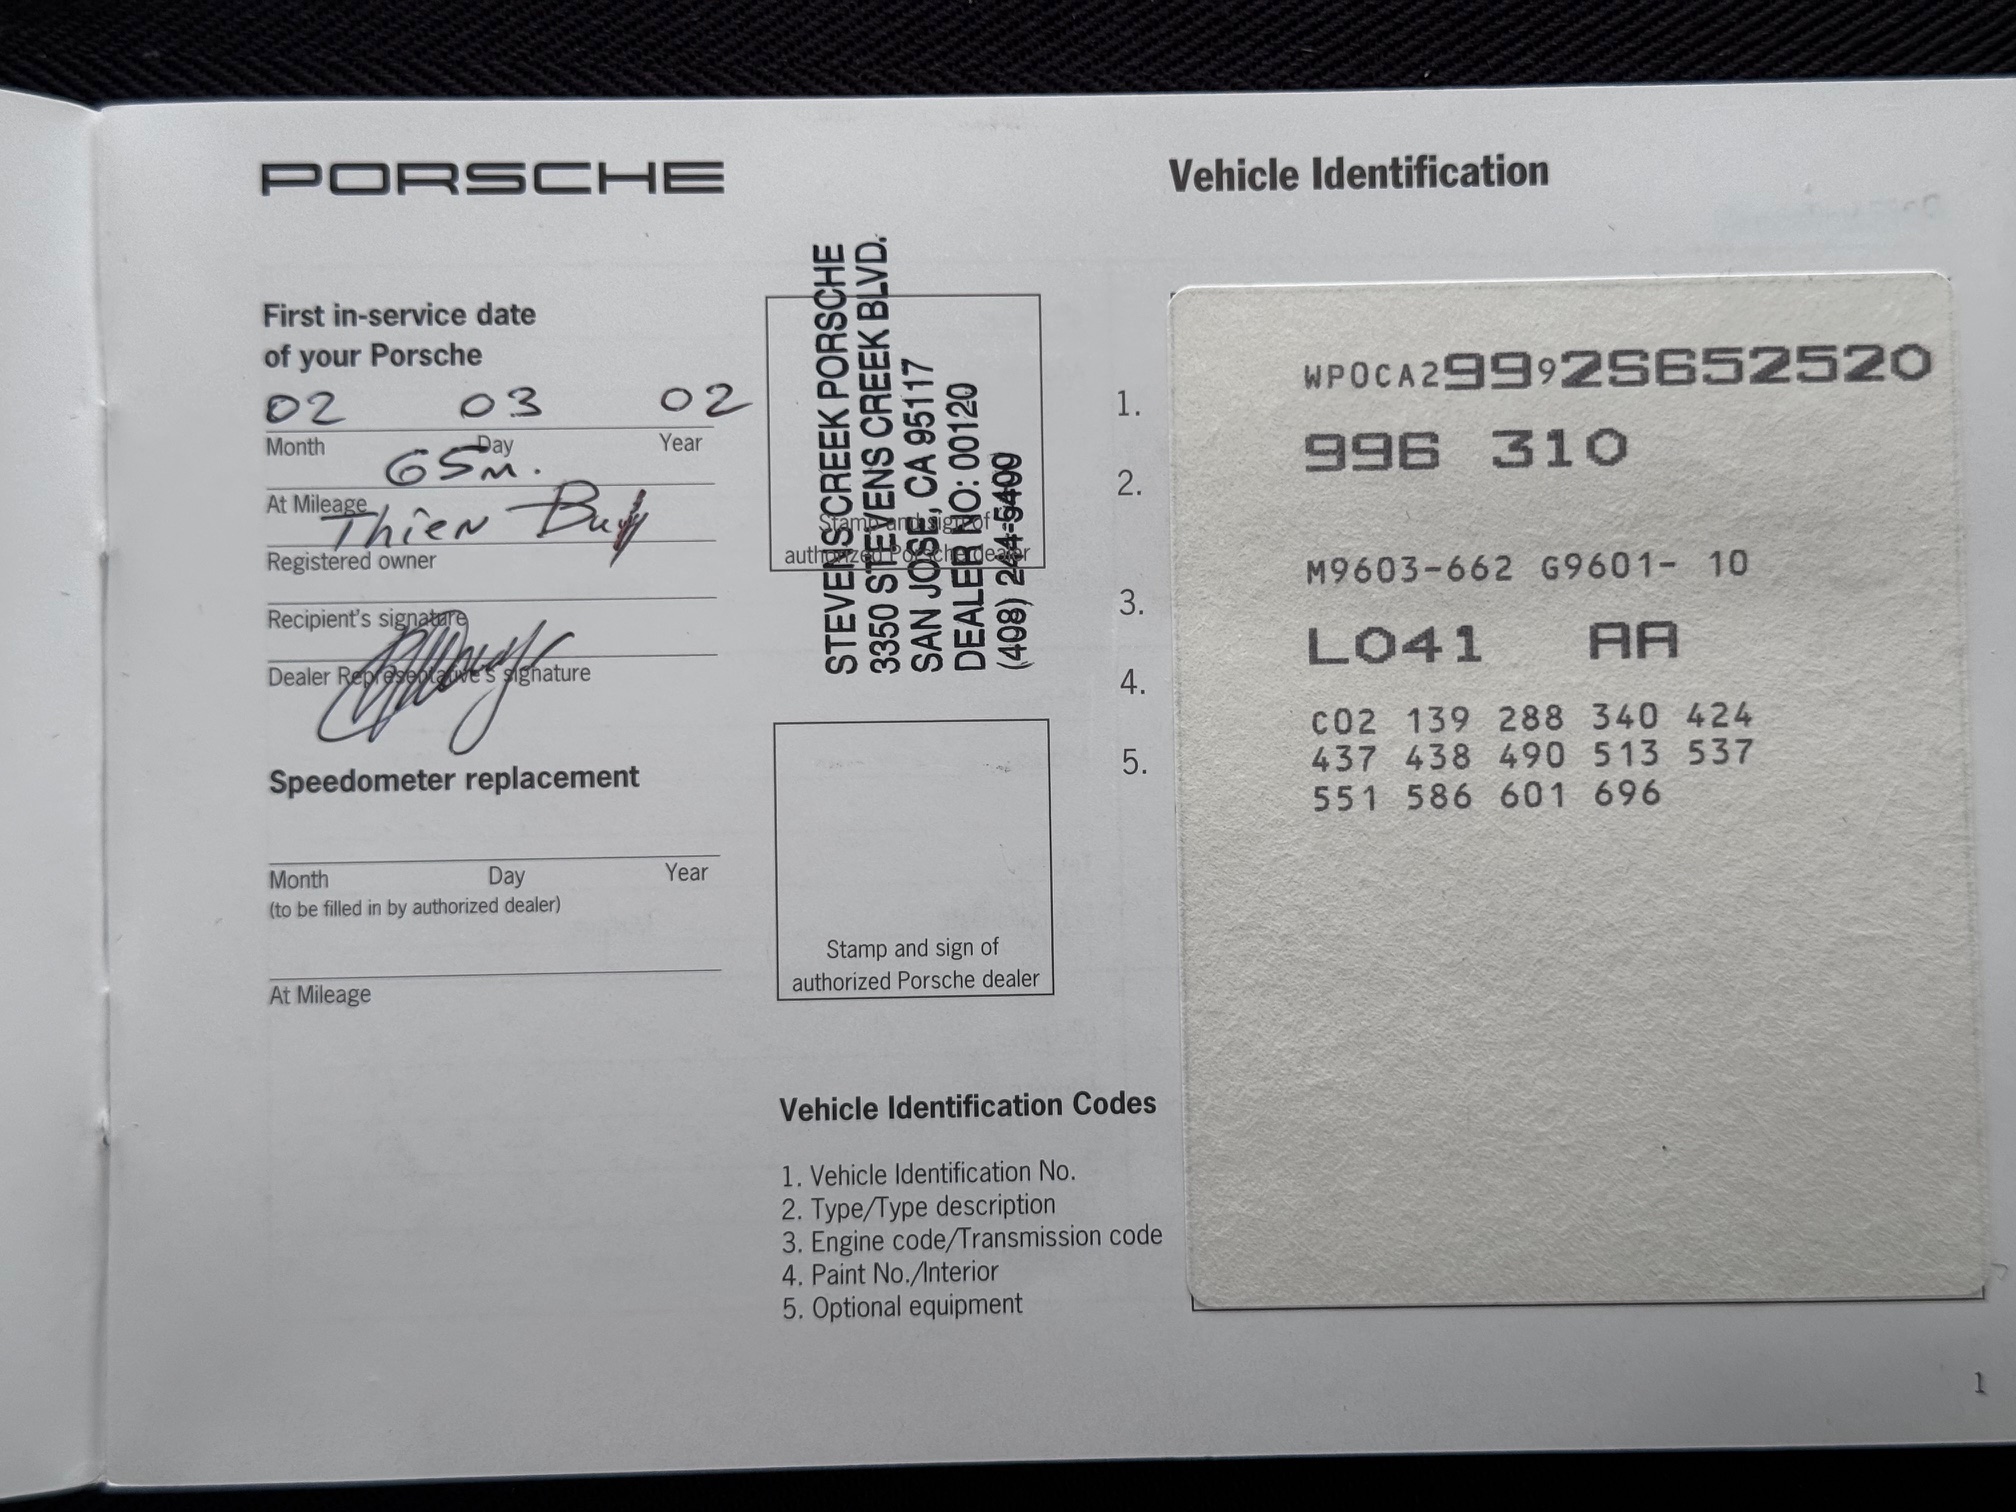 PORSCHE
Vehicle Identification
First in-service date
of your Porsche
02 03 02
Month Day Year
65m.
At Mileage
Thien
Registered owner
Recipient's signature
Dealer Representative's signature
STEVENS CREEK PORSCHE
3350 STEVENS CREEK BLVD.
SAN JOSE, CA 95117
DEALER NO: 00120
(408) 244-5400
Stamp and sign of
authorized Porsche dealer
Speedometer replacement
Month Day Year
(to be filled in by authorized dealer)
At Mileage
Stamp and sign of
authorized Porsche dealer
1.
2.
3.
4.
5.
WP0CA29992S652520
996 310
M9603-662 G9601- 10
L041 AA
C02 139 288 340 424
437 438 490 513 537
551 586 601 696
Vehicle Identification Codes
1. Vehicle Identification No.
2. Type/Type description
3. Engine code/Transmission code
4. Paint No./Interior
5. Optional equipment
1